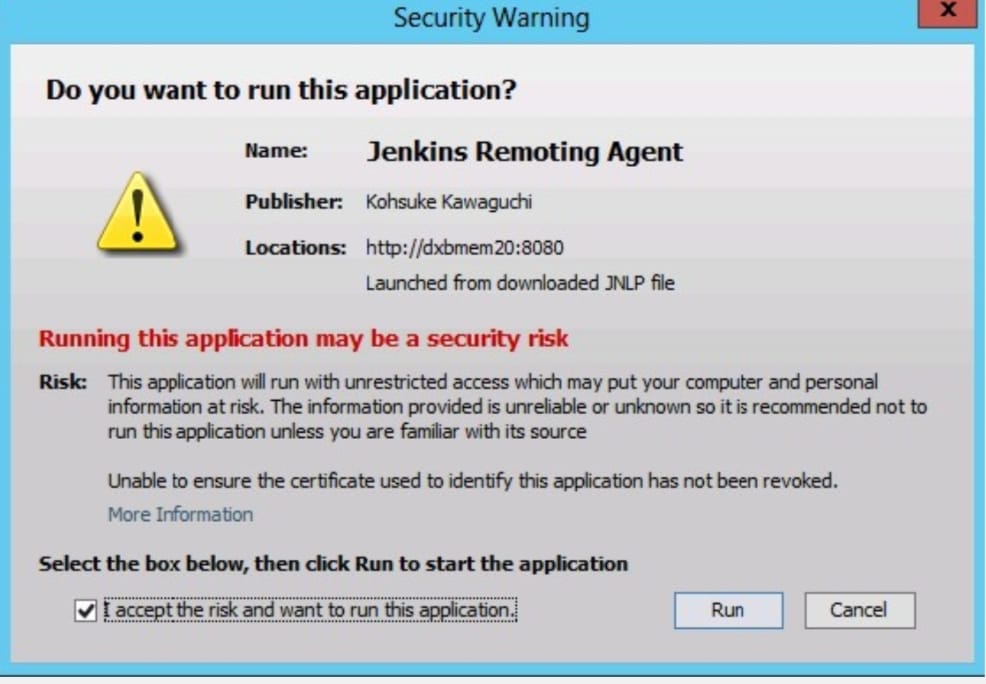 Security Warning
x
Do you want to run this application?
Name: Jenkins Remoting Agent
Publisher: Kohsuke Kawaguchi
Locations: http://dxbmem20:8080
Launched from downloaded JNLP file
Running this application may be a security risk
Risk: This application will run with unrestricted access which may put your computer and personal
information at risk. The information provided is unreliable or unknown so it is recommended not to
run this application unless you are familiar with its source
Unable to ensure the certificate used to identify this application has not been revoked.
More Information
Select the box below, then click Run to start the application
I accept the risk and want to run this application.
Run Cancel